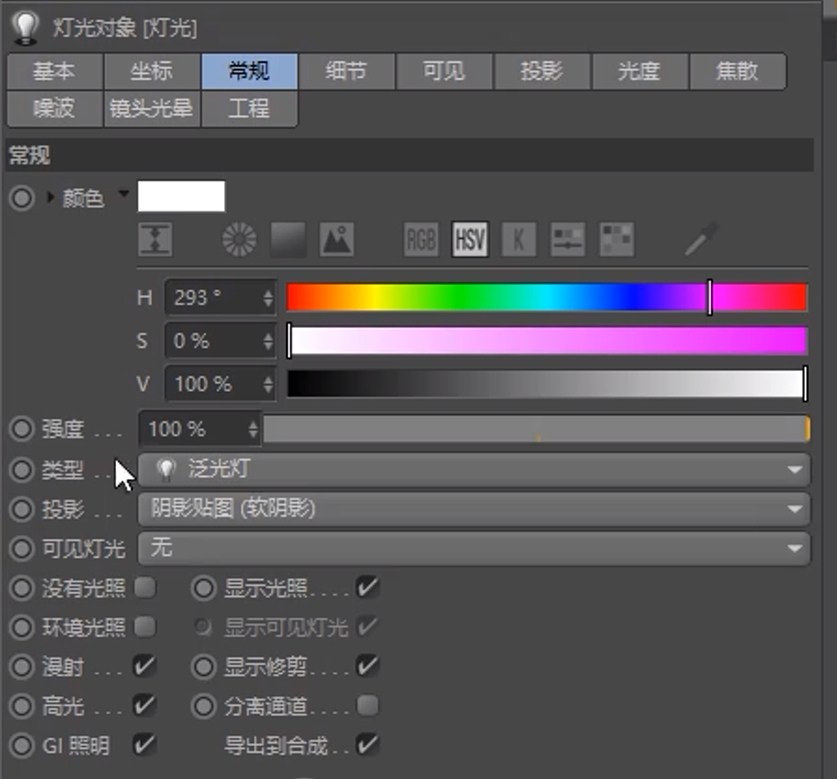 灯光对象 [灯光]
基本 坐标 常规 细节 可见 投影 光度 焦散
噪波 镜头光晕 工程
常规
颜色
RGB HSV K
H 293 °
S 0 %
V 100 %
强度 . . . 100 %
类型 . . . 泛光灯
投影 . . . 阴影贴图 (软阴影)
可见灯光 无
没有光照 显示光照. . . .
环境光照 显示可见灯光
漫射 . . . 显示修剪. . . .
高光 . . . 分离通道. . . .
GI 照明 导出到合成. .